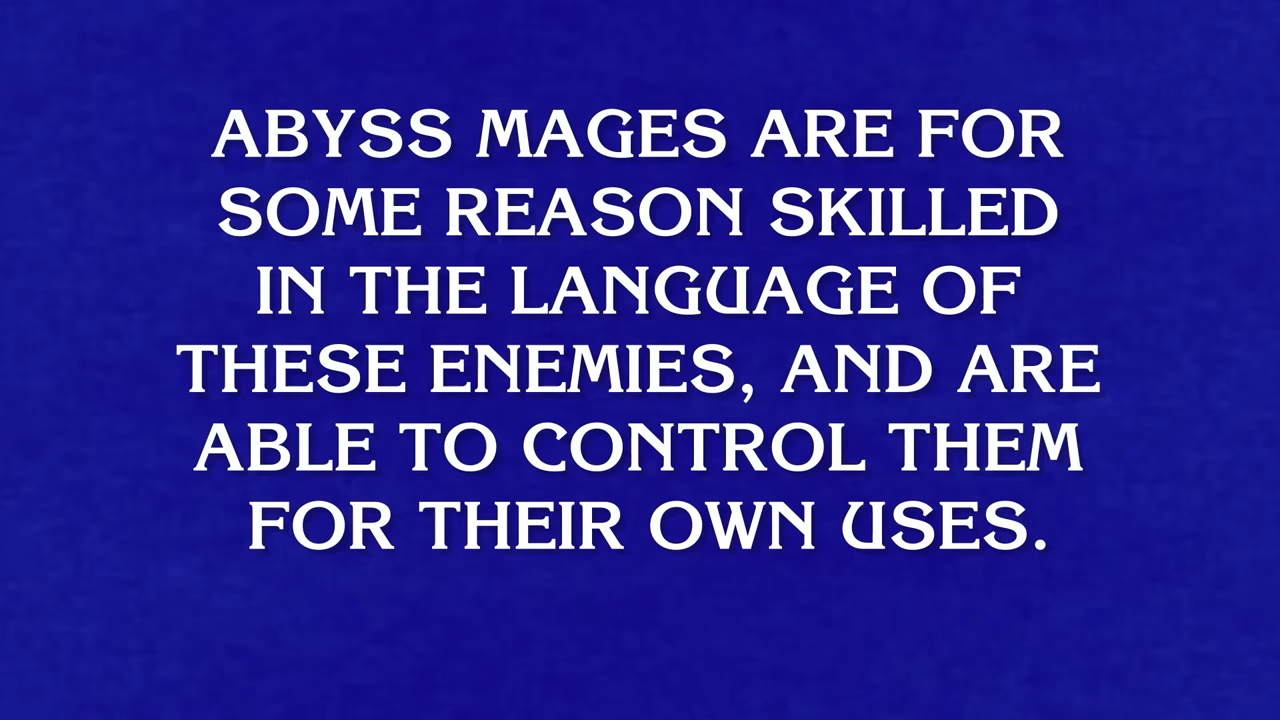 ABYSS MAGES ARE FOR
SOME REASON SKILLED
IN THE LANGUAGE OF
THESE ENEMIES, AND ARE
ABLE TO CONTROL THEM
FOR THEIR OWN USES.